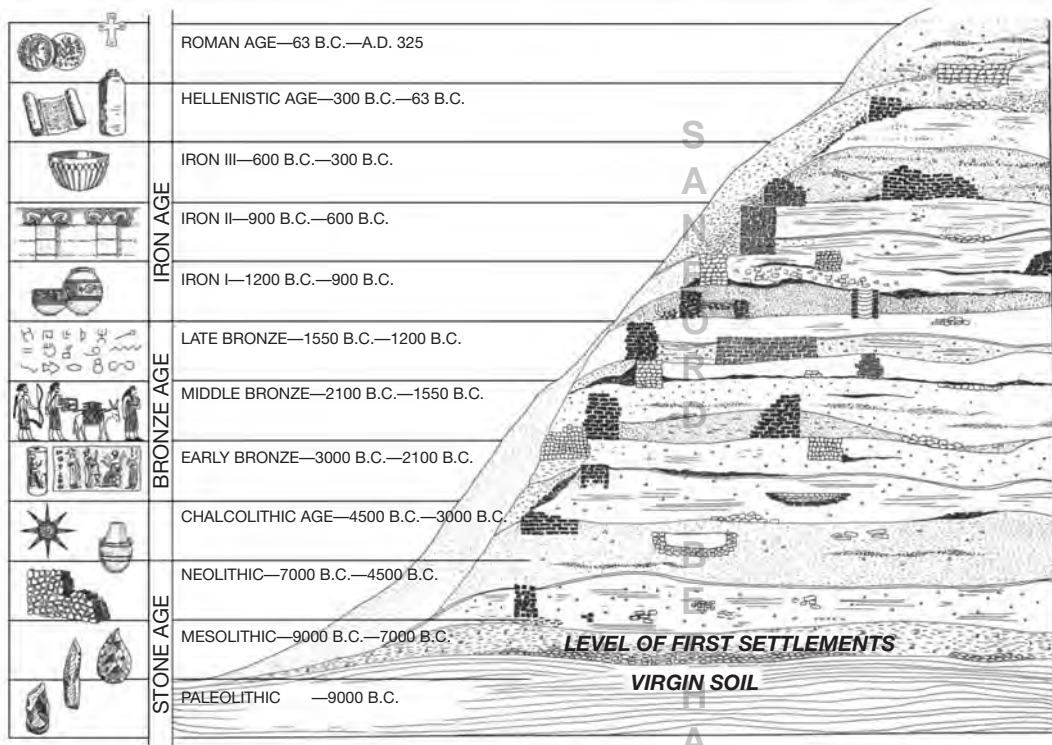 ROMAN AGE—63 B.C.—A.D. 325
HELLENISTIC AGE—300 B.C.—63 B.C.
IRON III—600 B.C.—300 B.C.
IRON II—900 B.C.—600 B.C.
IRON I—1200 B.C.—900 B.C.
IRON AGE
LATE BRONZE—1550 B.C.—1200 B.C.
MIDDLE BRONZE—2100 B.C.—1550 B.C.
EARLY BRONZE—3000 B.C.—2100 B.C.
BRONZE AGE
CHALCOLITHIC AGE—4500 B.C.—3000 B.C.
NEOLITHIC—7000 B.C.—4500 B.C.
MESOLITHIC—9000 B.C.—7000 B.C.
PALEOLITHIC —9000 B.C.
STONE AGE
LEVEL OF FIRST SETTLEMENTS
VIRGIN SOIL